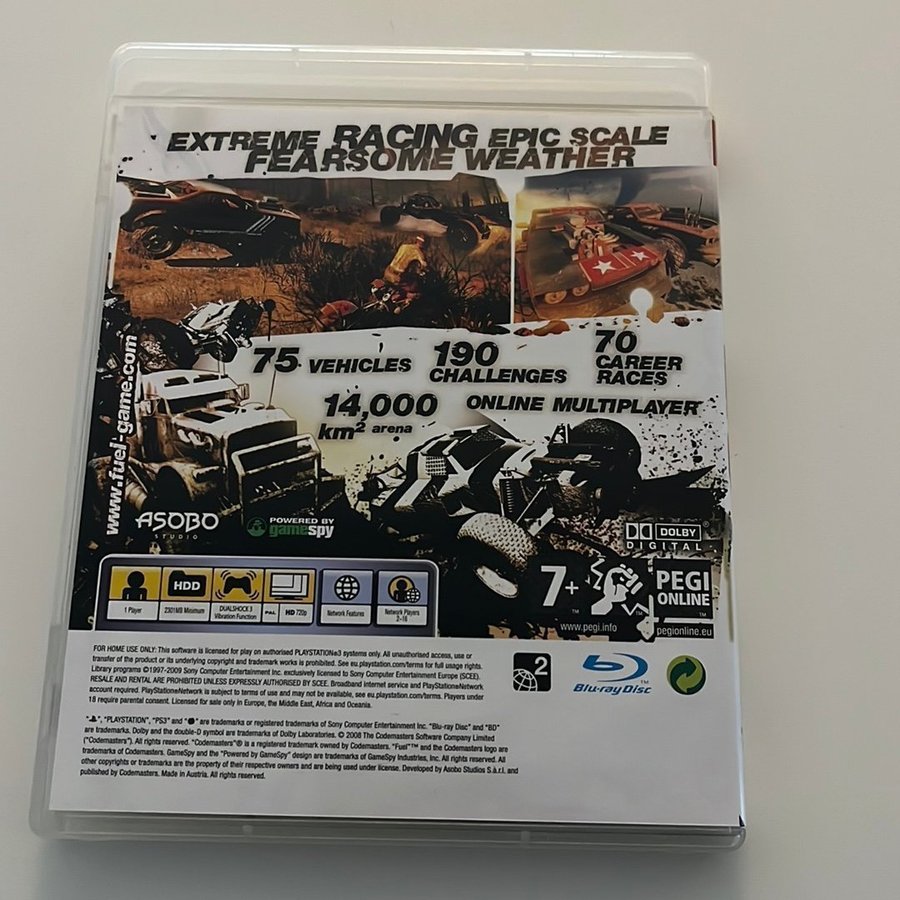 EXTREME RACING EPIC SCALE
FEARSOME WEATHER
75 VEHICLES
190
CHALLENGES
70
CAREER
RACES
14,000
km² arena
ONLINE MULTIPLAYER
www.fuel-game.com
ASOBO
STUDIO
POWERED BY
gamespy
DOLBY
DIGITAL
1 Player
HDD
2301MB Minimum
DUALSHOCK 3
Vibration Function
PAL
HD 720p
Network Features
Network Players
2-16
7+
www.pegi.info
PEGI
ONLINE
pegionline.eu
FOR HOME USE ONLY: This software is licensed for play on authorised PLAYSTATION®3 systems only. All unauthorised access, use or
transfer of the product or its underlying copyright and trademark works is prohibited. See eu.playstation.com/terms for full usage rights.
Library programs ©1997-2009 Sony Computer Entertainment Inc. exclusively licensed to Sony Computer Entertainment Europe (SCEE).
RESALE AND RENTAL ARE PROHIBITED UNLESS EXPRESSLY AUTHORISED BY SCEE. Broadband internet service and PlayStation®Network
account required. PlayStation®Network is subject to terms of use and may not be available, see eu.playstation.com/terms. Players under
18 require parental consent. Licensed for sale only in Europe, the Middle East, Africa and Oceania.
2
Blu-ray Disc
", "PLAYSTATION", "PS3" and "●" are trademarks or registered trademarks of Sony Computer Entertainment Inc. "Blu-ray Disc" and "BD"
are trademarks. Dolby and the double-D symbol are trademarks of Dolby Laboratories. © 2008 The Codemasters Software Company Limited
("Codemasters"). All rights reserved. "Codemasters"® is a registered trademark owned by Codemasters. "Fuel"™ and the Codemasters logo are
trademarks of Codemasters. GameSpy and the "Powered by GameSpy" design are trademarks of GameSpy Industries, Inc. All rights reserved. All
other copyrights or trademarks are the property of their respective owners and are being used under license. Developed by Asobo Studios S.à.r.l. and
published by Codemasters. Made in Austria. All rights reserved.